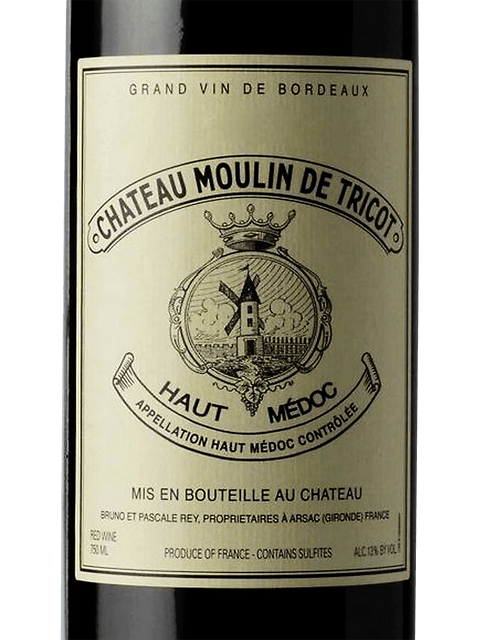 GRAND VIN DE BORDEAUX
CHATEAU MOULIN DE TRICOT
HAUT MÉDOC
APPELLATION HAUT MÉDOC CONTRÔLÉE
MIS EN BOUTEILLE AU CHATEAU
BRUNO ET PASCALE REY, PROPRIETAIRES À ARSAC (GIRONDE) FRANCE
RED WINE
750 ML
PRODUCE OF FRANCE - CONTAINS SULFITES
ALC.13% BY VOL.